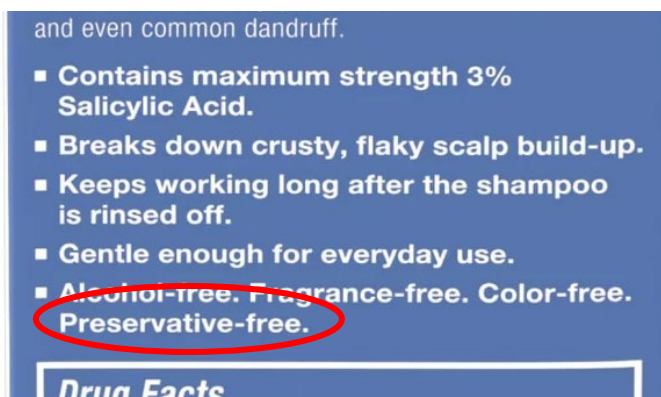 and even common dandruff.
▪ Contains maximum strength 3%
Salicylic Acid.
▪ Breaks down crusty, flaky scalp build-up.
▪ Keeps working long after the shampoo
is rinsed off.
▪ Gentle enough for everyday use.
▪ Alcohol-free. Fragrance-free. Color-free.
Preservative-free.
Drug Facts